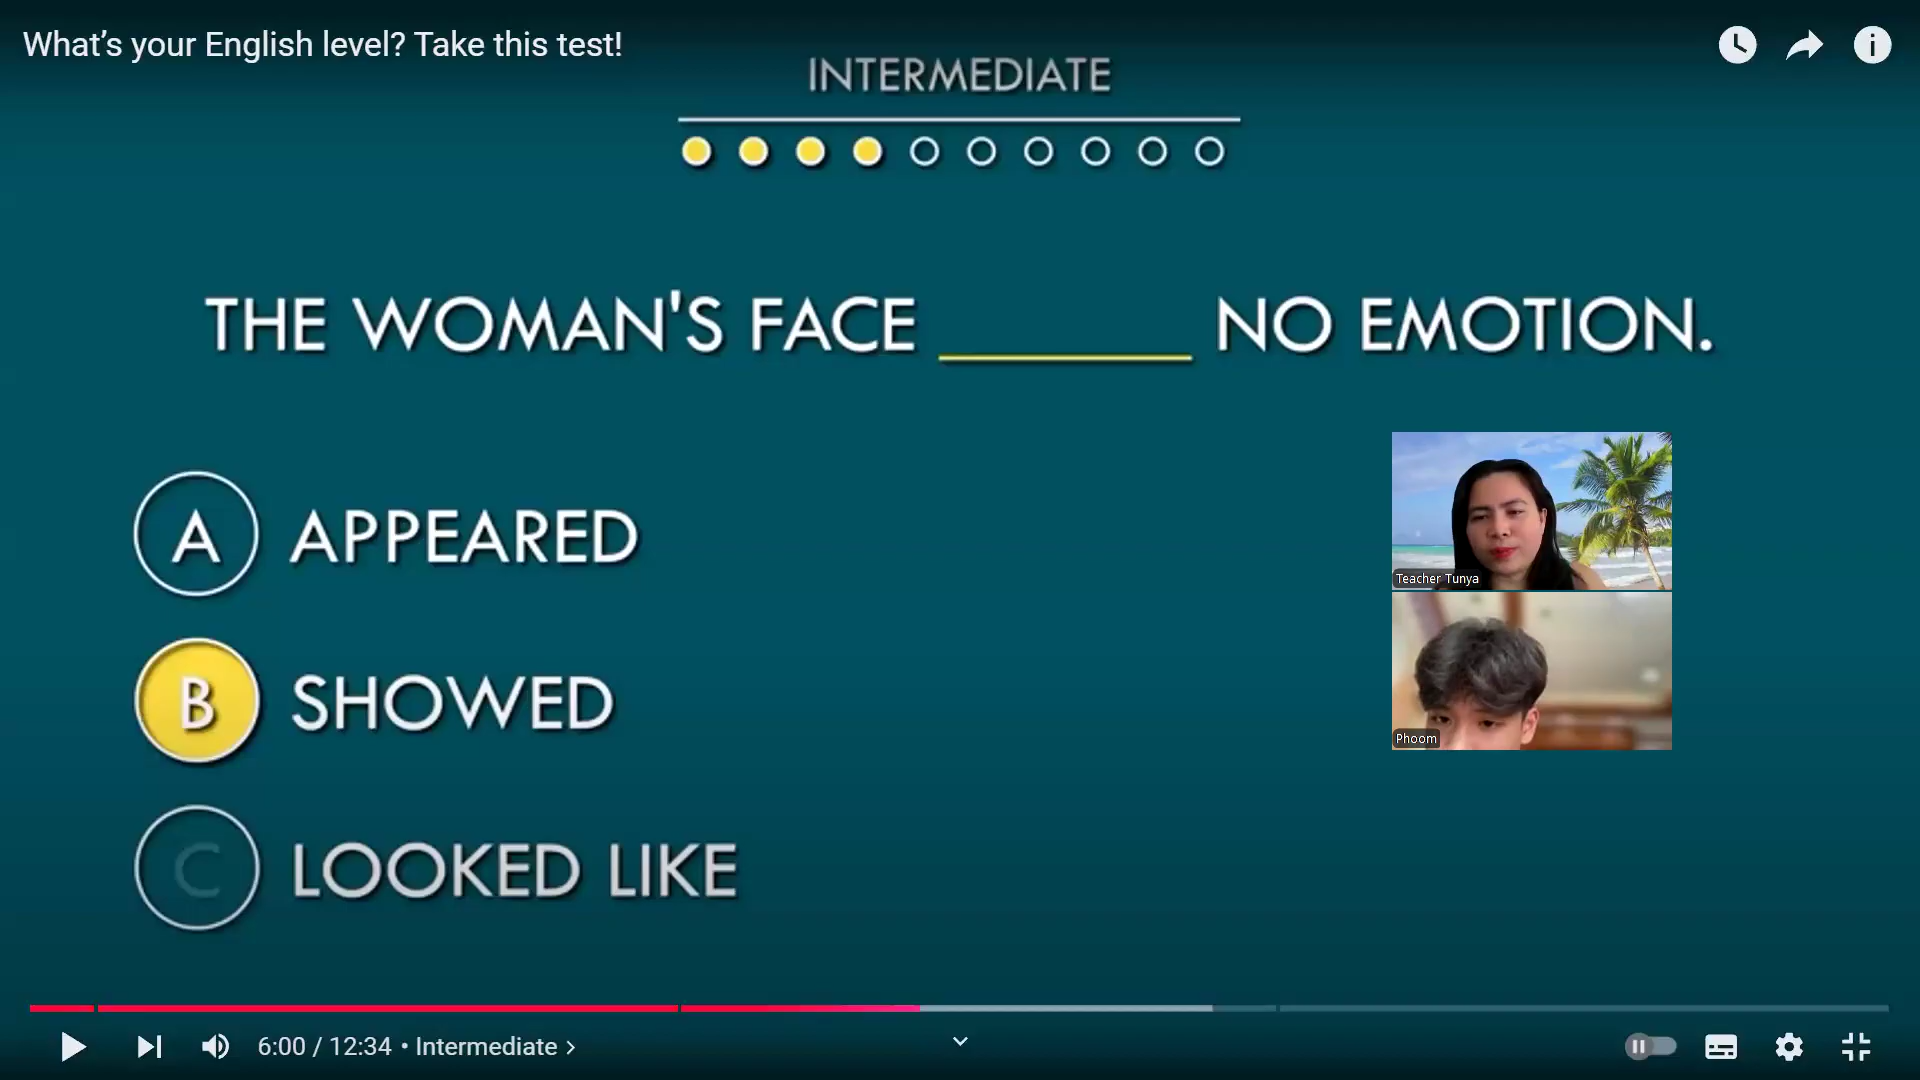 What’s your English level? Take this test!
INTERMEDIATE
THE WOMAN'S FACE ________ NO EMOTION.
A APPEARED
B SHOWED
C LOOKED LIKE
Teacher Tunya
Phoom
6:00 / 12:34 • Intermediate >